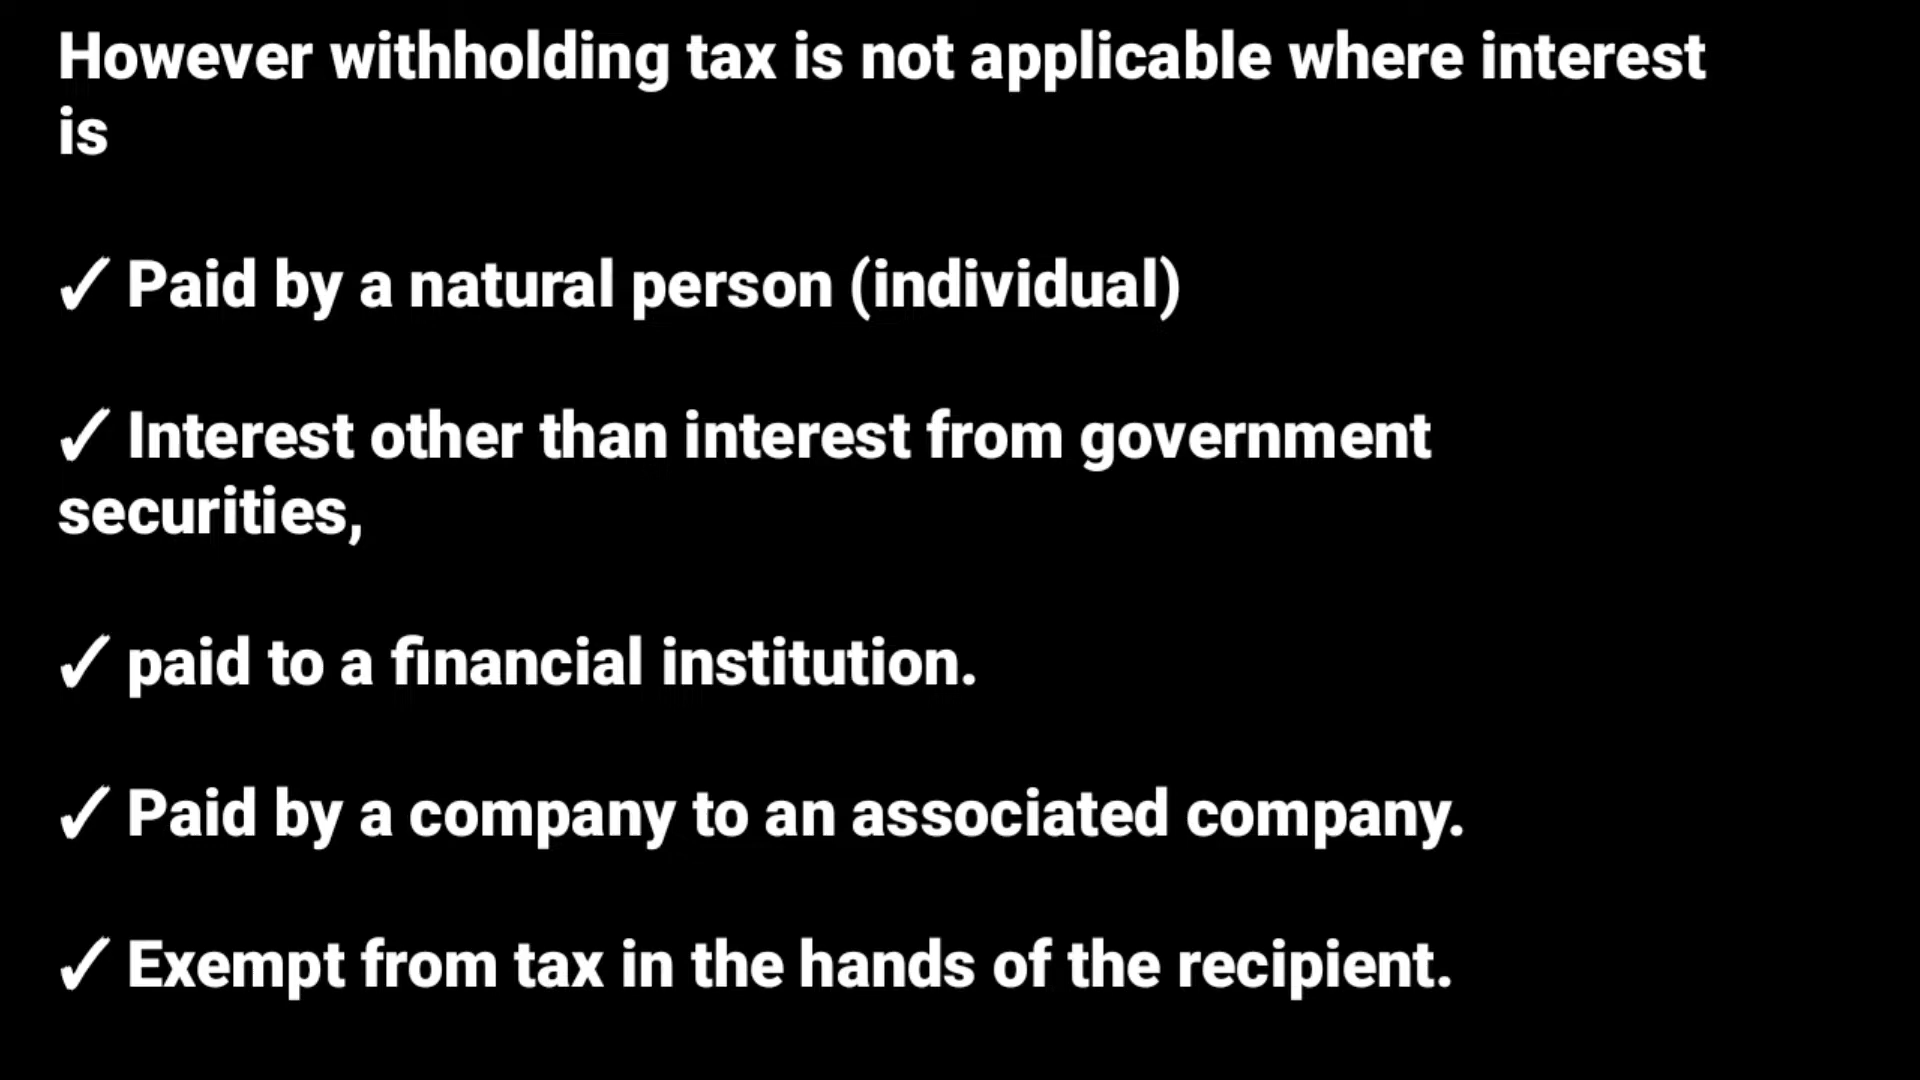 However withholding tax is not applicable where interest
is
✓ Paid by a natural person (individual)
✓ Interest other than interest from government
securities,
✓ paid to a financial institution.
✓ Paid by a company to an associated company.
✓ Exempt from tax in the hands of the recipient.